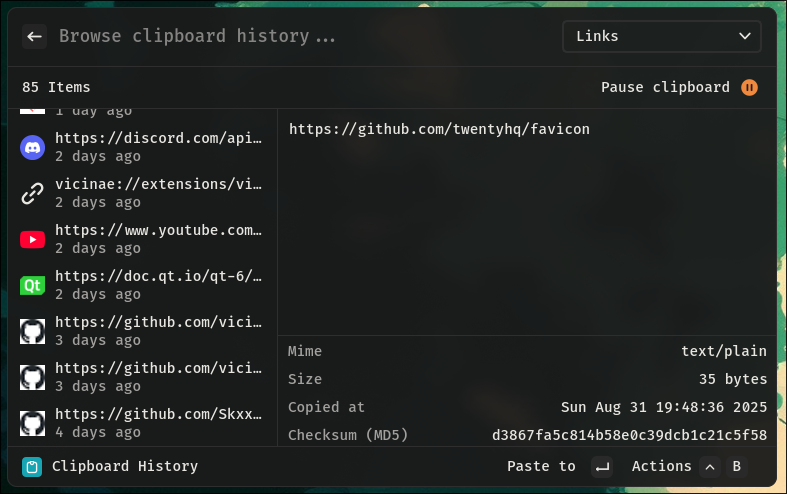 Browse clipboard history...
Links
85 Items
Pause clipboard
1 day ago
https://discord.com/api…
2 days ago
vicinae://extensions/vi…
2 days ago
https://www.youtube.com…
2 days ago
Qt
https://doc.qt.io/qt-6/…
2 days ago
https://github.com/vici…
3 days ago
https://github.com/vici…
3 days ago
https://github.com/Skxx…
4 days ago
https://github.com/twentyhq/favicon
Mime text/plain
Size 35 bytes
Copied at Sun Aug 31 19:48:36 2025
Checksum (MD5) d3867fa5c814b58e0c39dcb1c21c5f58
Clipboard History
Paste to
Actions
B